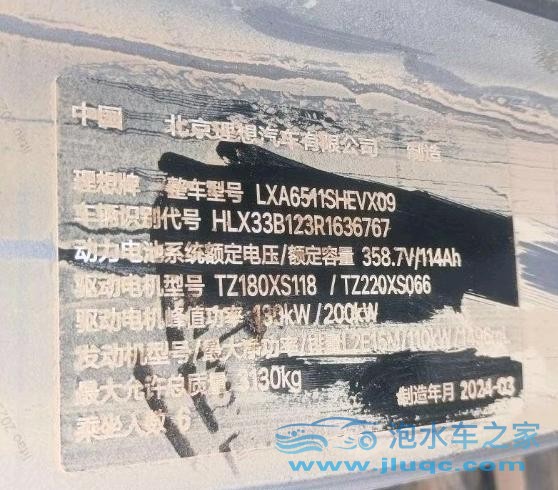 中国 北京理想汽车有限公司 制造
理想牌 整车型号 LXA6511SHEVX09
车辆识别代号 HLX33B123R1636767
动力电池系统额定电压/额定容量 358.7V/114Ah
驱动电机型号 TZ180XS118 / TZ220XS066
驱动电机峰值功率 130kW/200kW
发动机型号/最大净功率/排量 L2E15M/110kW/1496mL
最大允许总质量 3130kg
制造年月 2024-03
乘坐人数 6
泡水车之家
www.jluqc.com